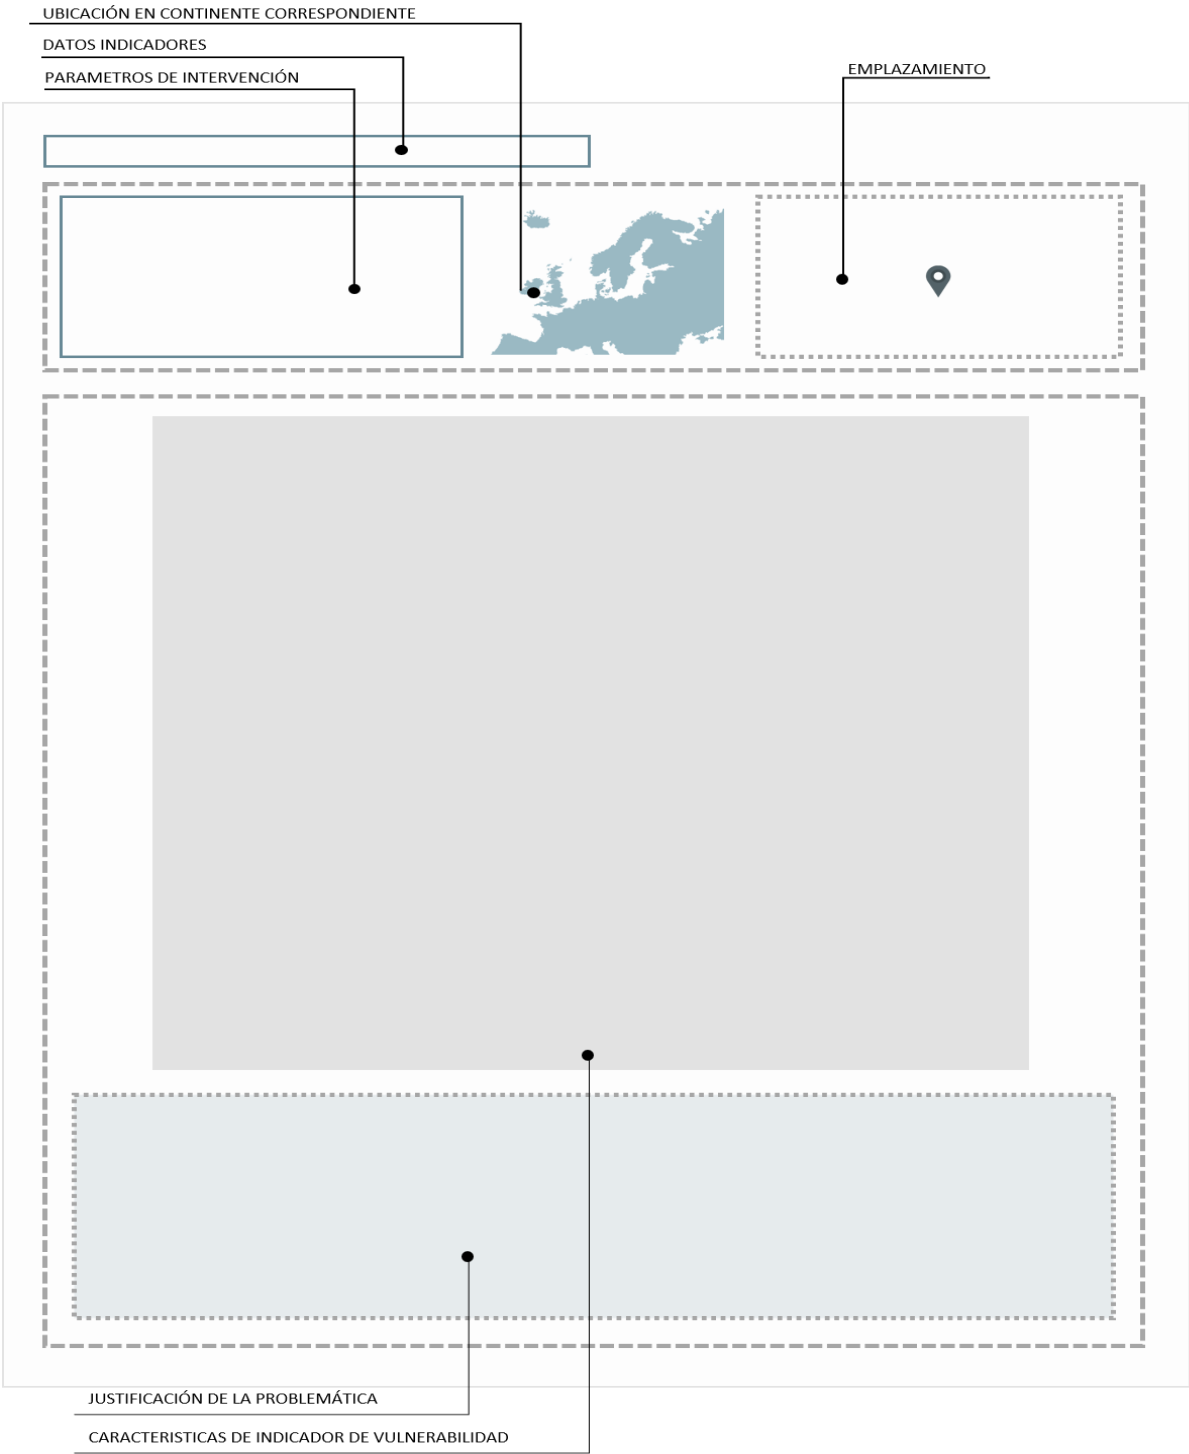 UBICACIÓN EN CONTINENTE CORRESPONDIENTE
DATOS INDICADORES
PARAMETROS DE INTERVENCIÓN
EMPLAZAMIENTO
JUSTIFICACIÓN DE LA PROBLEMÁTICA
CARACTERISTICAS DE INDICADOR DE VULNERABILIDAD